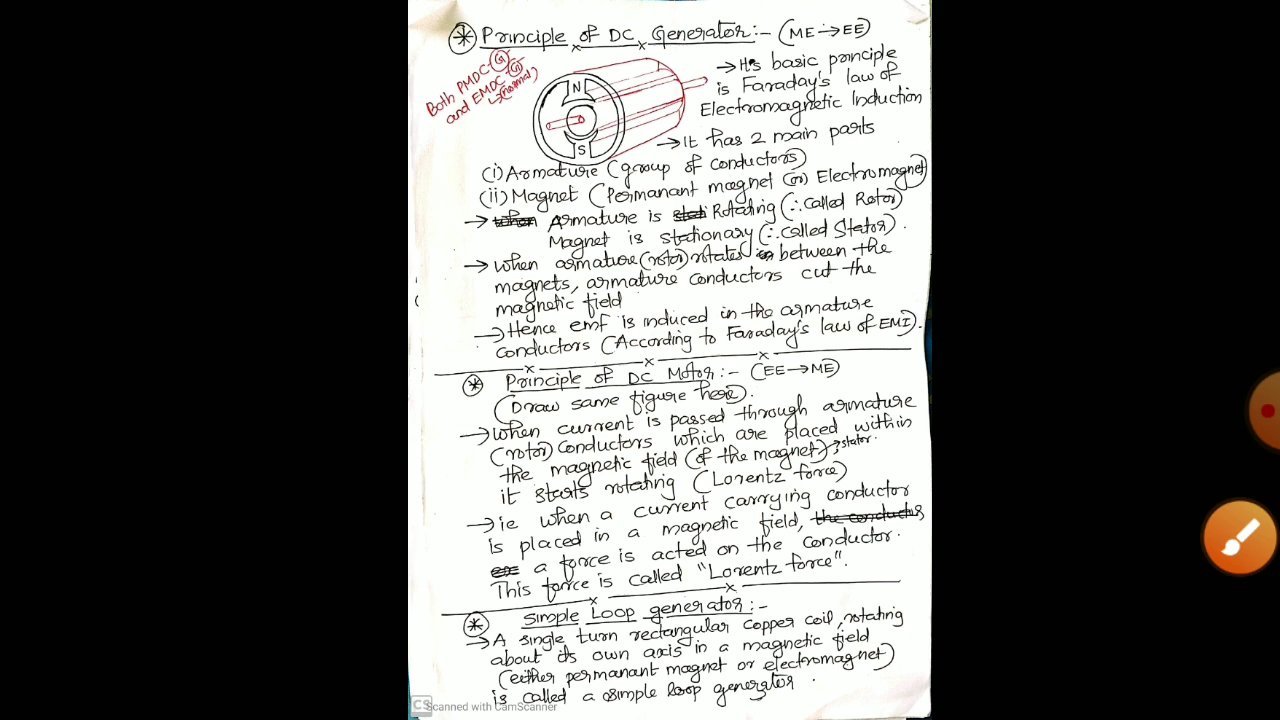 * Principle of DC Generator:- (ME→EE)
Both PMDC-G
and EMDC-G
↳(normal)
N
S
→ It's basic principle
is Faraday's law of
Electromagnetic Induction
→ It has 2 main parts
(i) Armature (group of conductors)
(ii) Magnet (Permanant magnet (or) Electromagnet)
→ Armature is Rotating (∴called Rotor)
Magnet is stationary (∴called Stator).
→ when armature (rotor) rotates between the
magnets, armature conductors cut the
magnetic field
→ Hence emf is induced in the armature
conductors (According to Faraday's law of EMI).
* Principle of DC Motor:- (EE→ME)
(Draw same figure here).
→ When current is passed through armature
(rotor) conductors which are placed within
the magnetic field (of the magnet) → stator.
it starts rotating (Lorentz force)
→ ie when a current carrying conductor
is placed in a magnetic field, the conductor
a force is acted on the conductor.
This force is called "Lorentz force".
* Simple Loop generator:-
→ A single turn rectangular copper coil, rotating
about its own axis in a magnetic field
(either permanant magnet or electromagnet)
is called a simple loop generator.
CS Scanned with CamScanner